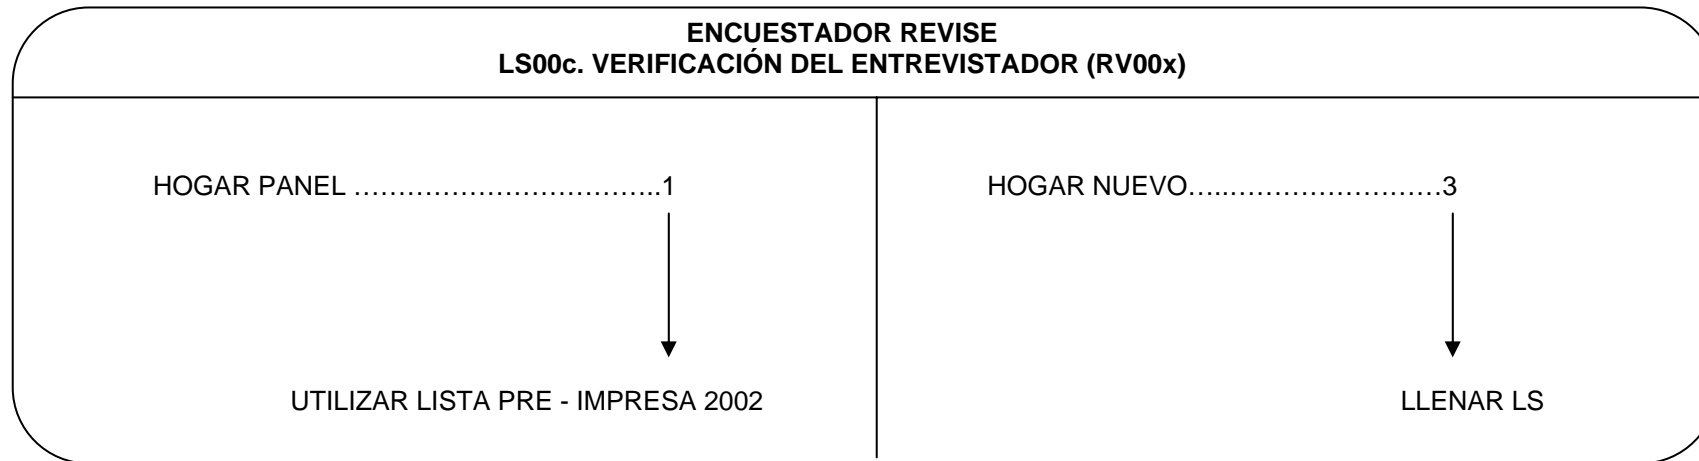 ENCUESTADOR REVISE
LS00c. VERIFICACIÓN DEL ENTREVISTADOR (RV00x)
HOGAR PANEL ……………………………..1
UTILIZAR LISTA PRE - IMPRESA 2002
HOGAR NUEVO…..……………………3
LLENAR LS